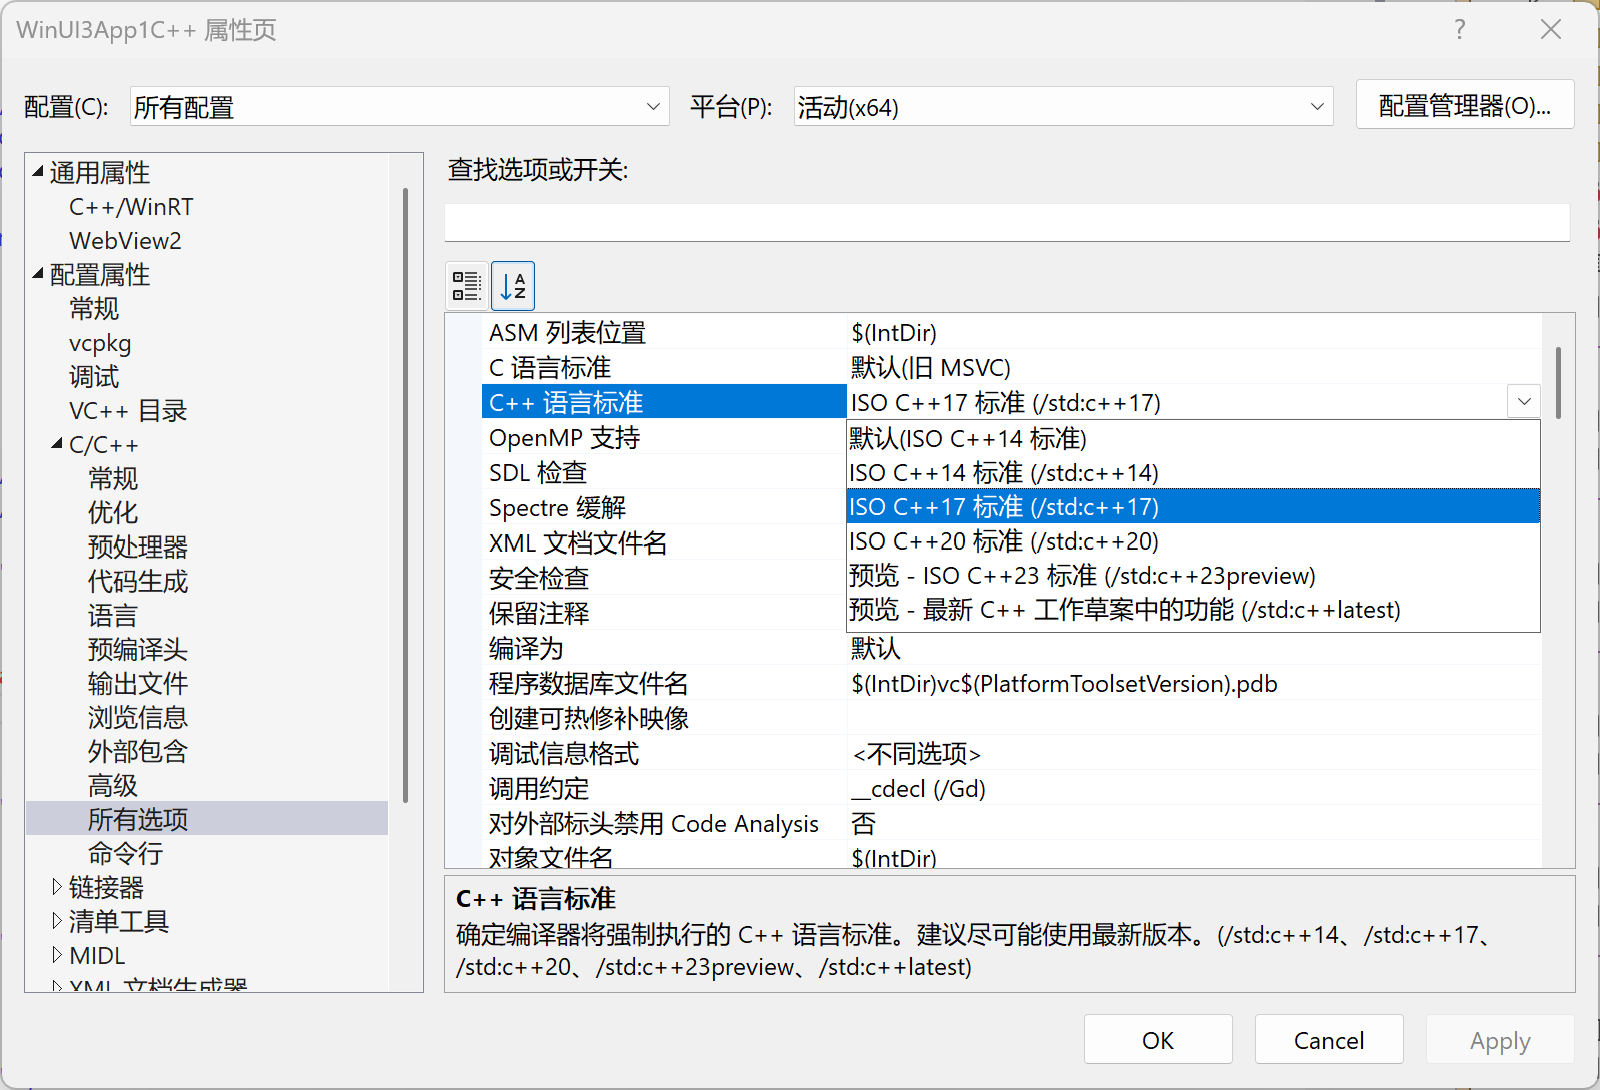 WinUI3App1C++ 属性页
配置(C):
所有配置
平台(P):
活动(x64)
配置管理器(O)...
通用属性
C++/WinRT
WebView2
配置属性
常规
vcpkg
调试
VC++ 目录
C/C++
常规
优化
预处理器
代码生成
语言
预编译头
输出文件
浏览信息
外部包含
高级
所有选项
命令行
链接器
清单工具
MIDL
XML 文档生成器
查找选项或开关:
ASM 列表位置 $(IntDir)
C 语言标准 默认(旧 MSVC)
C++ 语言标准 ISO C++17 标准 (/std:c++17)
OpenMP 支持
SDL 检查
Spectre 缓解
XML 文档文件名
安全检查
保留注释
默认(ISO C++14 标准)
ISO C++14 标准 (/std:c++14)
ISO C++17 标准 (/std:c++17)
ISO C++20 标准 (/std:c++20)
预览 - ISO C++23 标准 (/std:c++23preview)
预览 - 最新 C++ 工作草案中的功能 (/std:c++latest)
编译为 默认
程序数据库文件名 $(IntDir)vc$(PlatformToolsetVersion).pdb
创建可热修补映像
调试信息格式 <不同选项>
调用约定 __cdecl (/Gd)
对外部标头禁用 Code Analysis 否
对象文件名 $(IntDir)
C++ 语言标准
确定编译器将强制执行的 C++ 语言标准。建议尽可能使用最新版本。(/std:c++14、/std:c++17、
/std:c++20、/std:c++23preview、/std:c++latest)
OK
Cancel
Apply